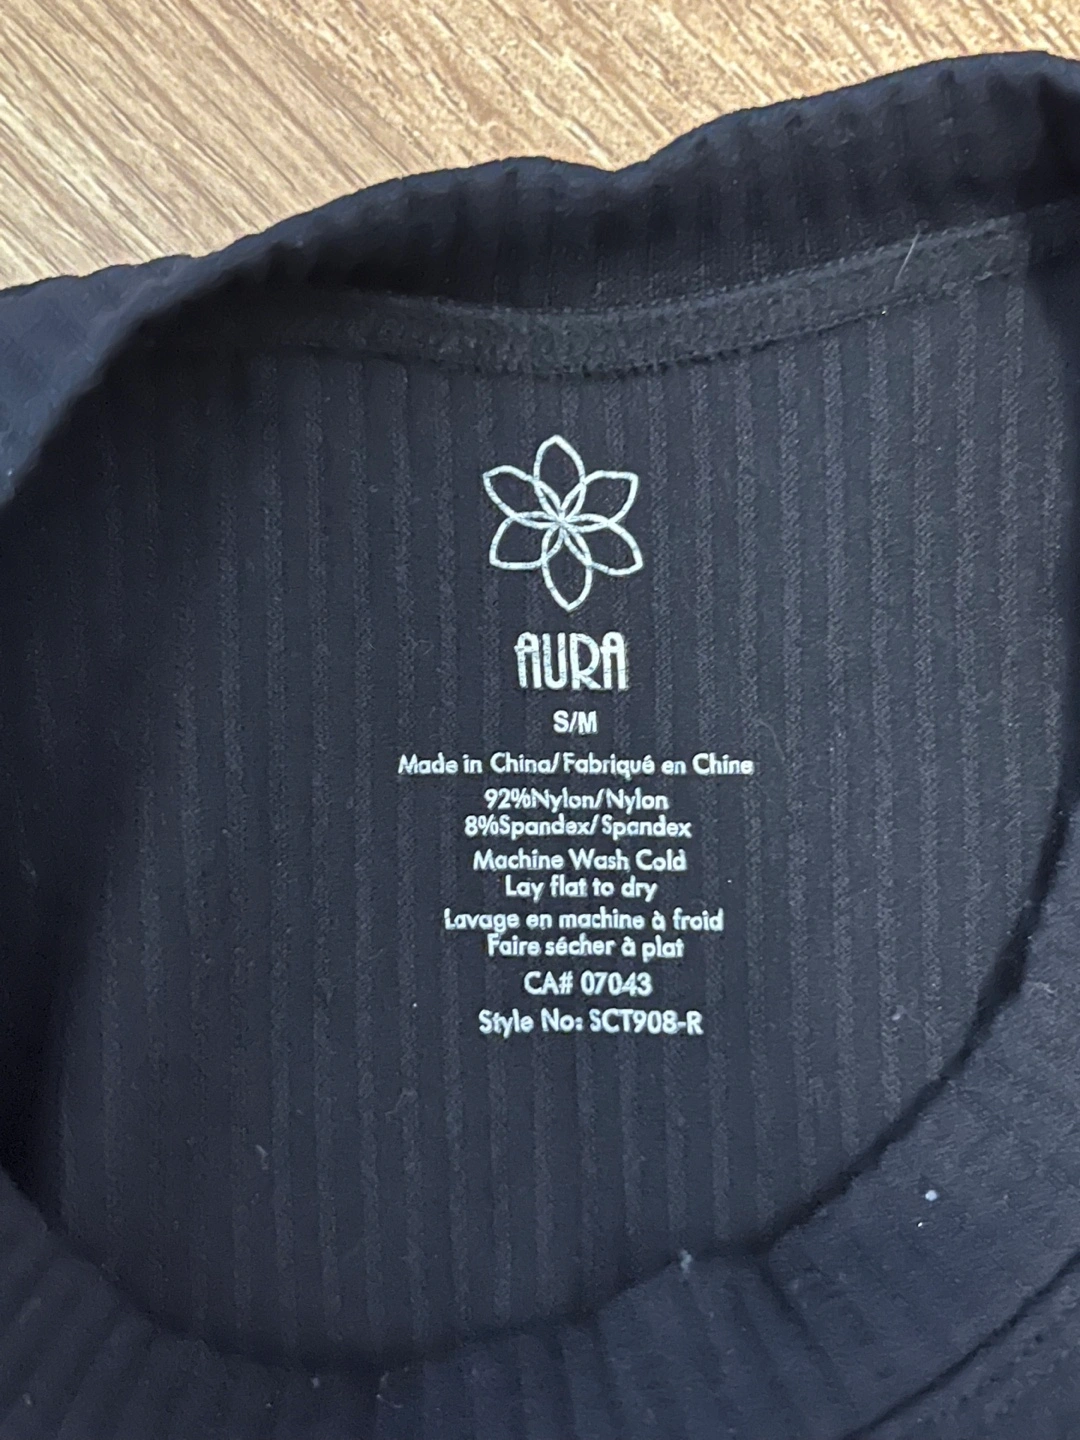 AURA
S/M
Made in China/Fabriqué en Chine
92%Nylon/Nylon
8%Spandex/Spandex
Machine Wash Cold
Lay flat to dry
Lavage en machine à froid
Faire sécher à plat
CA# 07043
Style No: SCT908-R